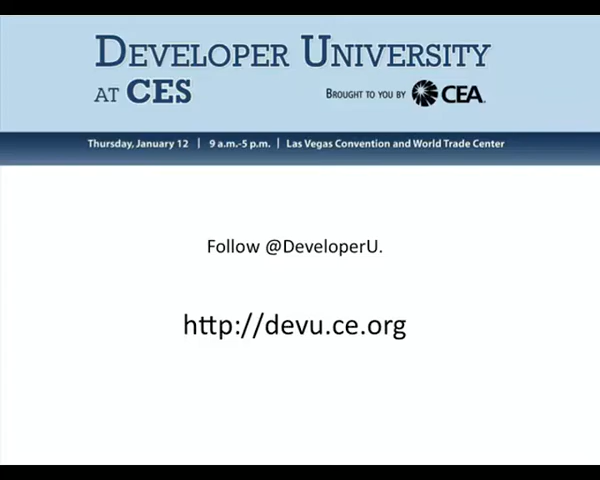 DEVELOPER UNIVERSITY
AT CES
BROUGHT TO YOU BY CEA
Thursday, January 12 | 9 a.m.-5 p.m. | Las Vegas Convention and World Trade Center
Follow @DeveloperU.
http://devu.ce.org